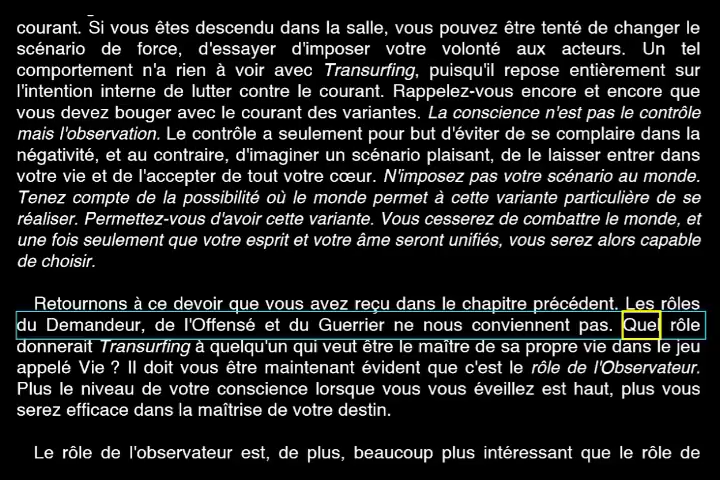 courant. Si vous êtes descendu dans la salle, vous pouvez être tenté de changer le
scénario de force, d'essayer d'imposer votre volonté aux acteurs. Un tel
comportement n'a rien à voir avec Transurfing, puisqu'il repose entièrement sur
l'intention interne de lutter contre le courant. Rappelez-vous encore et encore que
vous devez bouger avec le courant des variantes. La conscience n'est pas le contrôle
mais l'observation. Le contrôle a seulement pour but d'éviter de se complaire dans la
négativité, et au contraire, d'imaginer un scénario plaisant, de le laisser entrer dans
votre vie et de l'accepter de tout votre cœur. N'imposez pas votre scénario au monde.
Tenez compte de la possibilité où le monde permet à cette variante particulière de se
réaliser. Permettez-vous d'avoir cette variante. Vous cesserez de combattre le monde, et
une fois seulement que votre esprit et votre âme seront unifiés, vous serez alors capable
de choisir.
Retournons à ce devoir que vous avez reçu dans le chapitre précédent. Les rôles
du Demandeur, de l'Offensé et du Guerrier ne nous conviennent pas. Quel rôle
donnerait Transurfing à quelqu'un qui veut être le maître de sa propre vie dans le jeu
appelé Vie ? Il doit vous être maintenant évident que c'est le rôle de l'Observateur.
Plus le niveau de votre conscience lorsque vous vous éveillez est haut, plus vous
serez efficace dans la maîtrise de votre destin.
Le rôle de l'observateur est, de plus, beaucoup plus intéressant que le rôle de